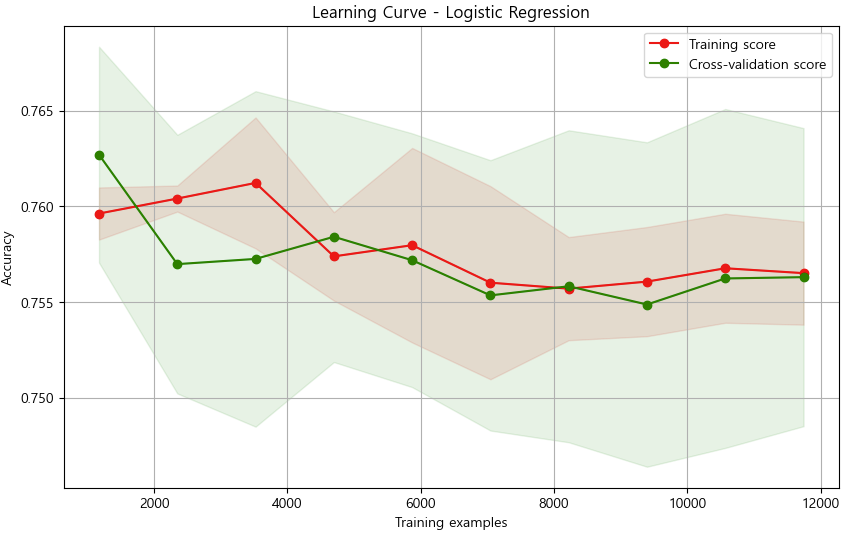 Learning Curve - Logistic Regression
Training score
Cross-validation score
0.765
0.760
0.755
0.750
Accuracy
2000
4000
6000
8000
10000
12000
Training examples